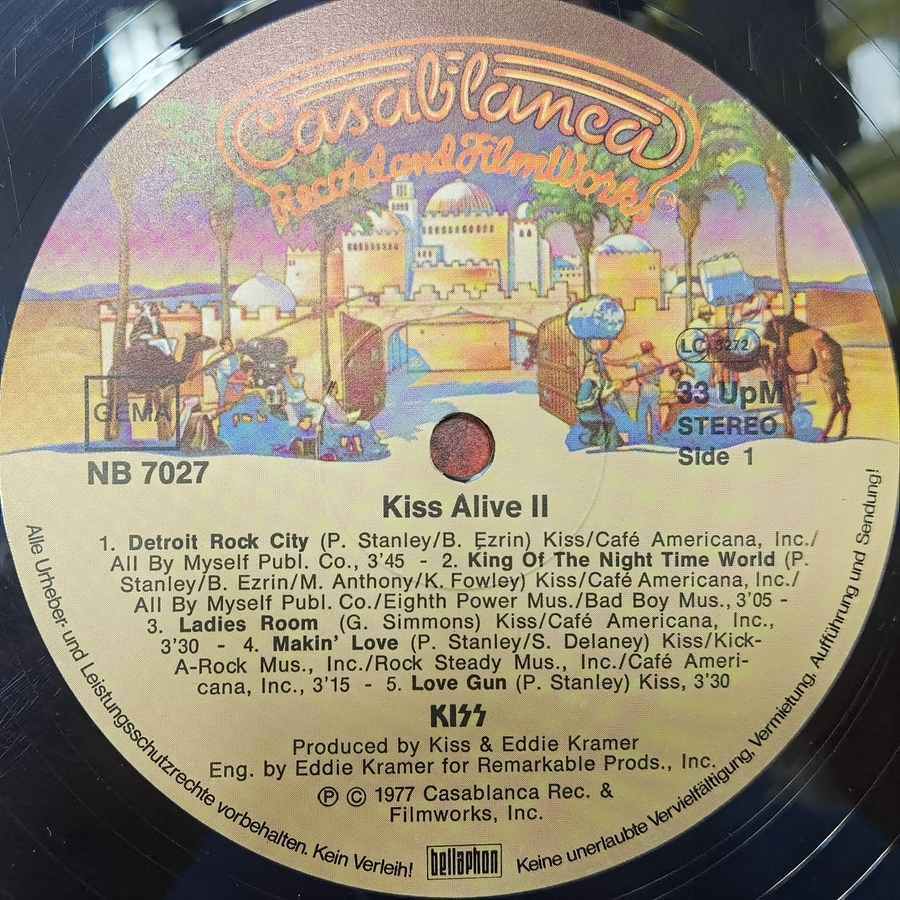 Casablanca
Record and FilmWorks
LC 3272
GEMA
33 UpM
STEREO
NB 7027
Side 1
Kiss Alive II
1. Detroit Rock City (P. Stanley/B. Ezrin) Kiss/Café Americana, Inc./
All By Myself Publ. Co., 3'45 - 2. King Of The Night Time World (P.
Stanley/B. Ezrin/M. Anthony/K. Fowley) Kiss/Café Americana, Inc./
All By Myself Publ. Co./Eighth Power Mus./Bad Boy Mus., 3'05 -
3. Ladies Room (G. Simmons) Kiss/Café Americana, Inc.,
3'30 - 4. Makin' Love (P. Stanley/S. Delaney) Kiss/Kick-
A-Rock Mus., Inc./Rock Steady Mus., Inc./Café Ameri-
cana, Inc., 3'15 - 5. Love Gun (P. Stanley) Kiss, 3'30
KISS
Produced by Kiss & Eddie Kramer
Eng. by Eddie Kramer for Remarkable Prods., Inc.
Ⓟ © 1977 Casablanca Rec. &
Filmworks, Inc.
Alle Urheber- und Leistungsschutzrechte vorbehalten. Kein Verleih!
bellaphon
Keine unerlaubte Vervielfältigung, Vermietung, Aufführung und Sendung!